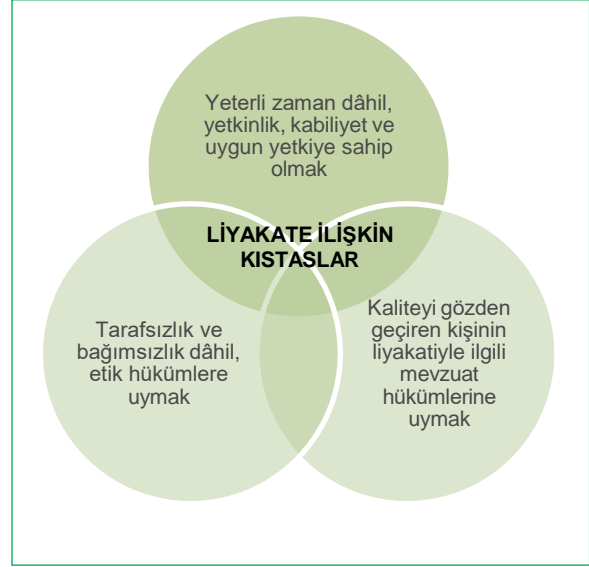 Yeterli zaman dâhil,
yetkinlik, kabiliyet ve
uygun yetkiye sahip
olmak
LİYAKATE İLİŞKİN
KISTASLAR
Tarafsızlık ve
bağımsızlık dâhil,
etik hükümlere
uymak
Kaliteyi gözden
geçiren kişinin
liyakatiyle ilgili
mevzuat
hükümlerine
uymak